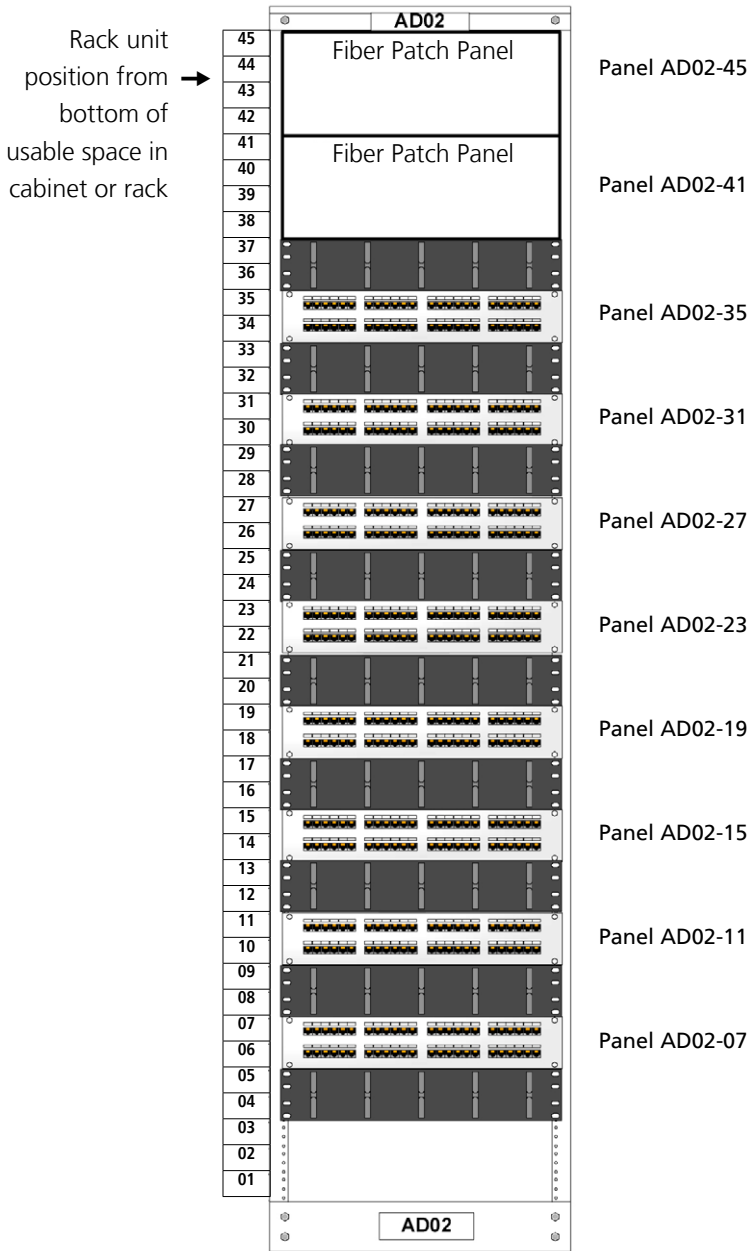 AD02
Rack unit
position from
bottom of
usable space in
cabinet or rack
45
44
43
42
41
40
39
38
37
36
35
34
33
32
31
30
29
28
27
26
25
24
23
22
21
20
19
18
17
16
15
14
13
12
11
10
09
08
07
06
05
04
03
02
01
Fiber Patch Panel
Fiber Patch Panel
Panel AD02-45
Panel AD02-41
Panel AD02-35
Panel AD02-31
Panel AD02-27
Panel AD02-23
Panel AD02-19
Panel AD02-15
Panel AD02-11
Panel AD02-07
AD02